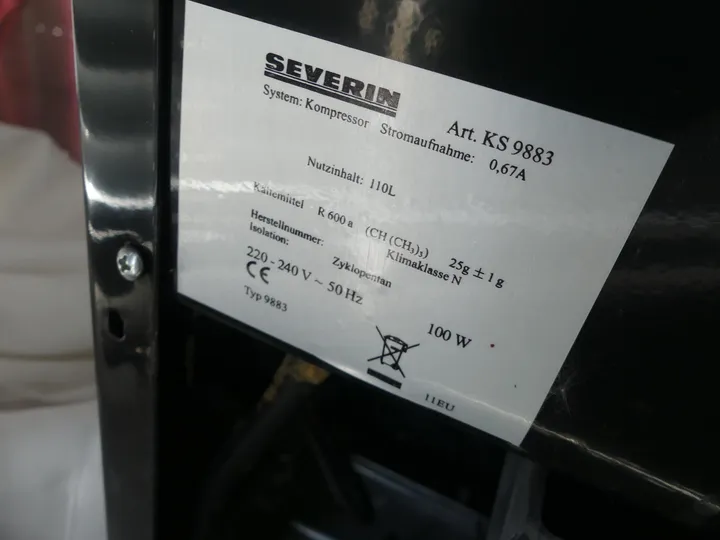 SEVERIN
Art. KS 9883
System: Kompressor Stromaufnahme: 0,67A
Nutzinhalt: 110L
Kältemittel R 600 a (CH (CH₃)₃) 25g ± 1 g
Herstellnummer: Klimaklasse N
Isolation: Zyklopentan
220 - 240 V ~ 50 Hz 100 W
CE
Typ 9883
11EU